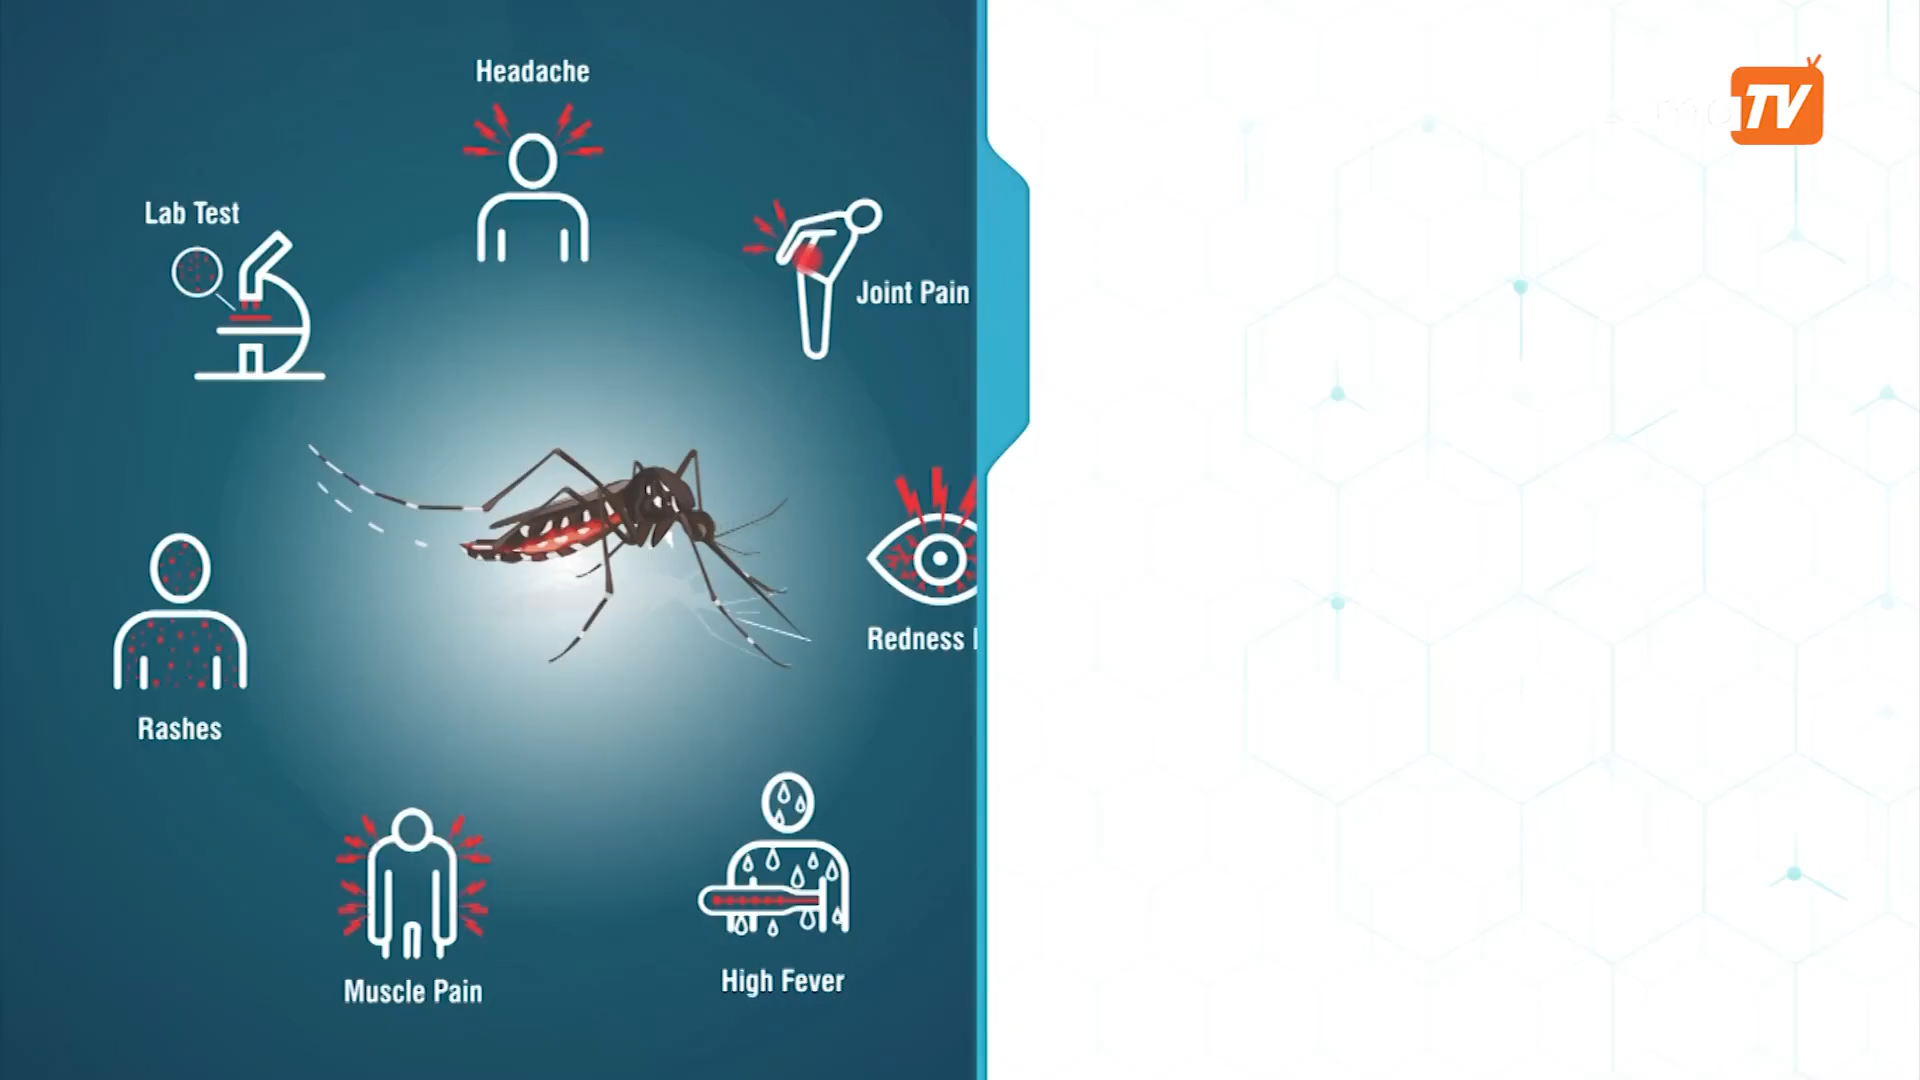 Headache
Lab Test
Joint Pain
Redness
Rashes
High Fever
Muscle Pain
TV